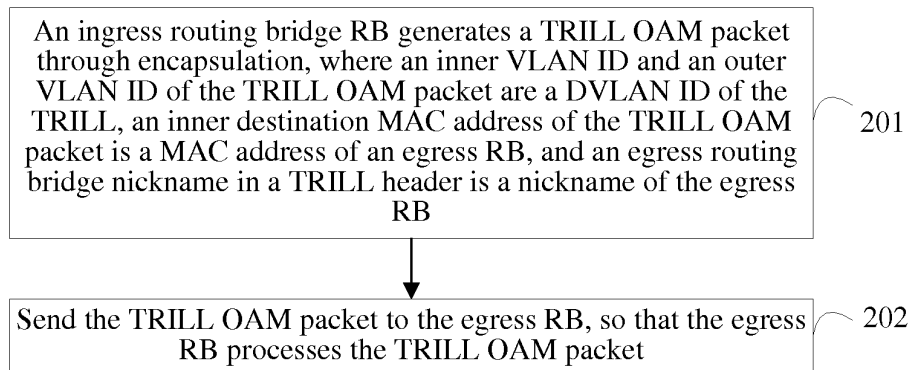 An ingress routing bridge RB generates a TRILL OAM packet
through encapsulation, where an inner VLAN ID and an outer
VLAN ID of the TRILL OAM packet are a DVLAN ID of the
TRILL, an inner destination MAC address of the TRILL OAM
packet is a MAC address of an egress RB, and an egress routing
bridge nickname in a TRILL header is a nickname of the egress
RB
201
Send the TRILL OAM packet to the egress RB, so that the egress
RB processes the TRILL OAM packet
202